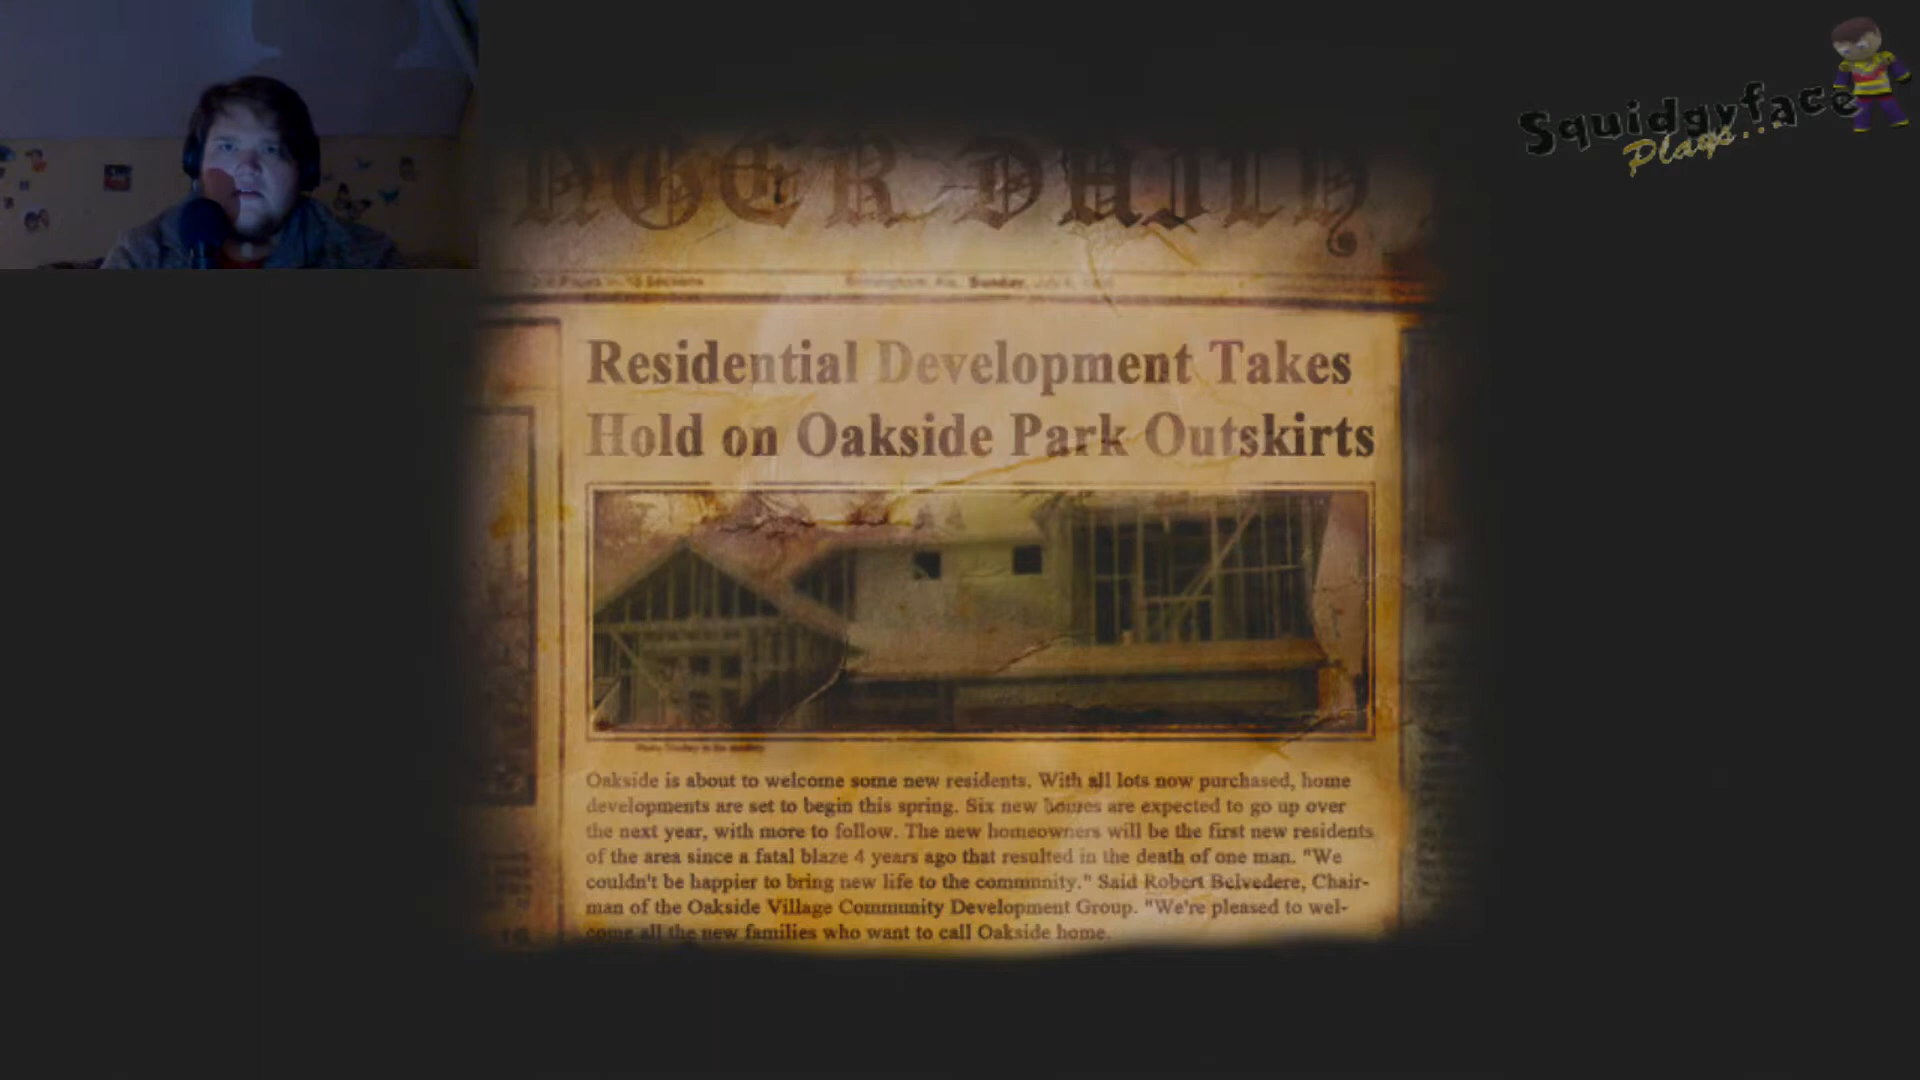 Squidgyface
Plays...
NGER DAILY
Sunday, July
Residential Development Takes
Hold on Oakside Park Outskirts
Oakside is about to welcome some new residents. With all lots now purchased, home
developments are set to begin this spring. Six new homes are expected to go up over
the next year, with more to follow. The new homeowners will be the first new residents
of the area since a fatal blaze 4 years ago that resulted in the death of one man. "We
couldn't be happier to bring new life to the community." Said Robert Belvedere, Chair-
man of the Oakside Village Community Development Group. "We're pleased to wel-
come all the new families who want to call Oakside home.